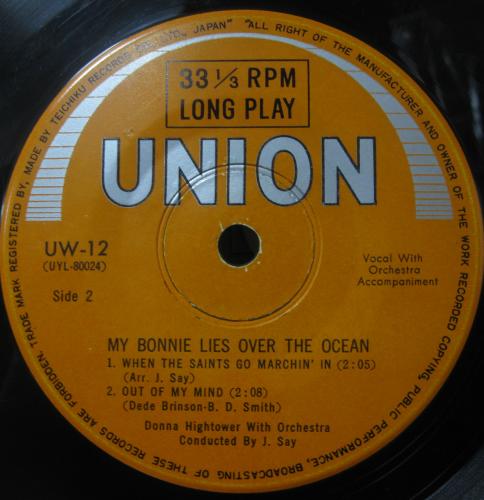 TRADE MARK REGISTERED BY, MADE BY TEICHIKU RECORDS CO., LTD., JAPAN" "ALL RIGHT OF THE MANUFACTURER AND OWNER OF THE WORK RECORDED COPYING, PUBLIC PERFORMANCE, BROADCASTING OF THESE RECORDS ARE FORBIDDEN.
33 1/3 RPM
LONG PLAY
UNION
UW-12
(UYL-80024)
Side 2
Vocal With
Orchestra
Accompaniment
MY BONNIE LIES OVER THE OCEAN
1. WHEN THE SAINTS GO MARCHIN' IN (2:05)
(Arr. J. Say)
2. OUT OF MY MIND (2:08)
(Dede Brinson-B. D. Smith)
Donna Hightower With Orchestra
Conducted By J. Say